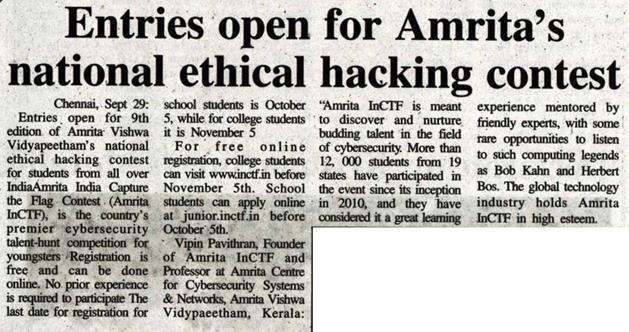 Entries open for Amrita's
national ethical hacking contest
Chennai, Sept 29:
Entries open for 9th
edition of Amrita Vishwa
Vidyapeetham's national
ethical hacking contest
for students from all over
IndiaAmrita India Capture
the Flag Contest (Amrita
InCTF), is the country's
premier cybersecurity
talent-hunt competition for
youngsters Registration is
free and can be done
online. No prior experience
is required to participate The
last date for registration for
school students is October
5, while for college students
it is November 5
For free online
registration, college students
can visit www.inctf.in before
November 5th. School
students can apply online
at junior.inctf.in before
October 5th.
Vipin Pavithran, Founder
of Amrita InCTF and
Professor at Amrita Centre
for Cybersecurity Systems
& Networks, Amrita Vishwa
Vidypaeetham, Kerala:
"Amrita InCTF is meant
to discover and nurture
budding talent in the field
of cybersecurity. More than
12, 000 students from 19
states have participated in
the event since its inception
in 2010, and they have
considered it a great learning
experience mentored by
friendly experts, with some
rare opportunities to listen
to such computing legends
as Bob Kahn and Herbert
Bos. The global technology
industry holds Amrita
InCTF in high esteem.